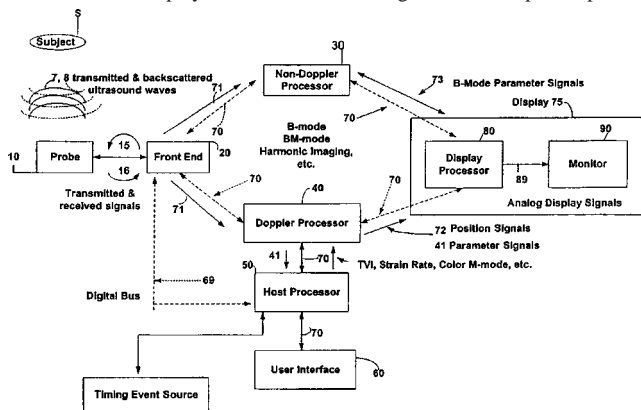 S
Subject
7, 8 transmitted & backscattered
ultrasound waves
71
70
30
Non-Doppler
Processor
73
B-Mode Parameter Signals
70
Display 75
B-mode
BM-mode
Harmonic Imaging,
etc.
10
Probe
15
16
Front End
20
Transmitted &
received signals
80
Display
Processor
89
90
Monitor
Analog Display Signals
70
71
40
Doppler Processor
70
72 Position Signals
41 Parameter Signals
41
70
TVI, Strain Rate, Color M-mode, etc.
69
Digital Bus
50
Host Processor
70
User Interface
60
Timing Event Source